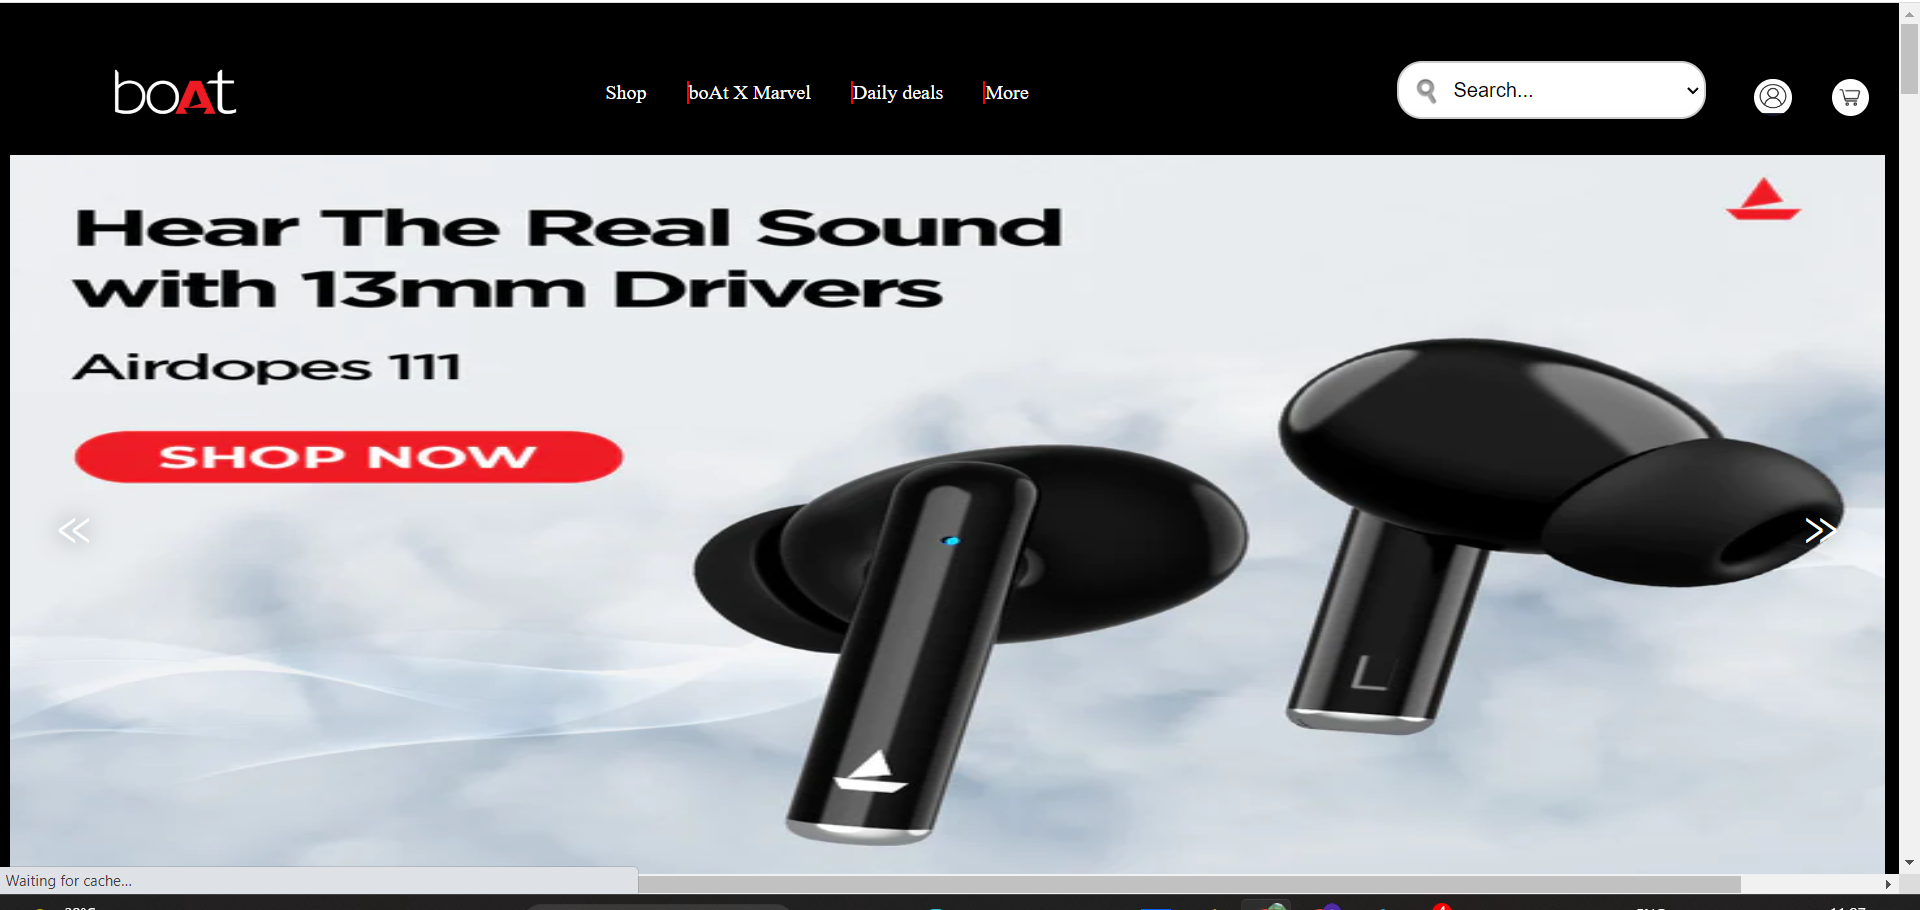 boAt
Shop
boAt X Marvel
Daily deals
More
Search...
Hear The Real Sound
with 13mm Drivers
Airdopes 111
SHOP NOW
L
Waiting for cache...